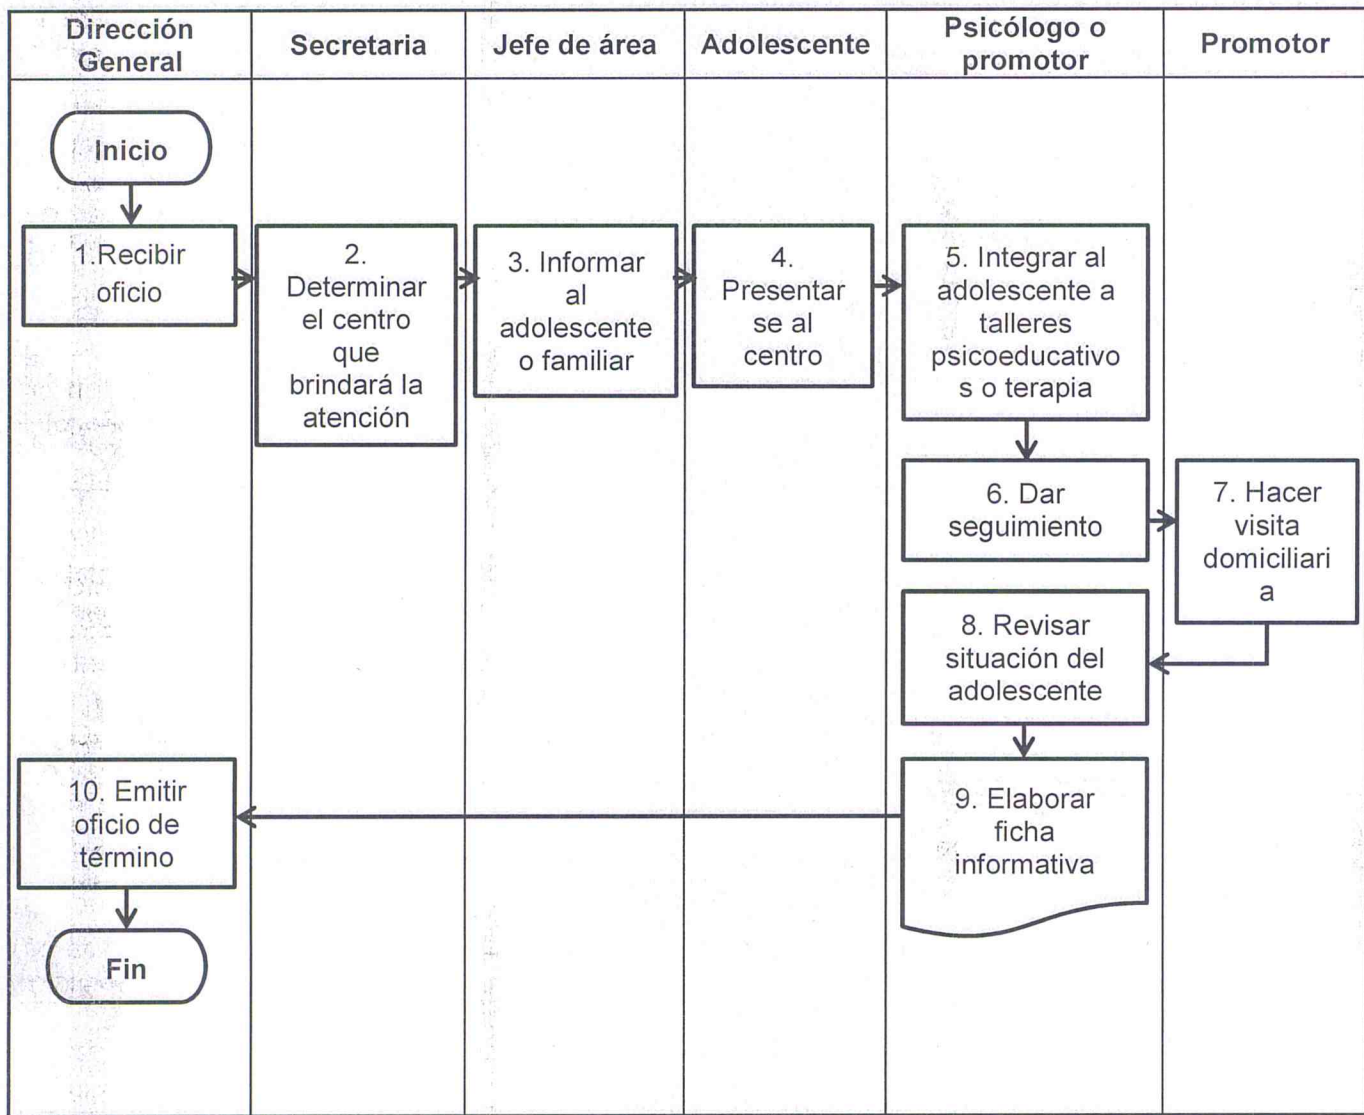 Dirección
General
Secretaria
Jefe de área
Adolescente
Psicólogo o
promotor
Promotor
Inicio
1.Recibir
oficio
2.
Determinar
el centro
que
brindará la
atención
3. Informar
al
adolescente
o familiar
4.
Presentar
se al
centro
5. Integrar al
adolescente a
talleres
psicoeducativo
s o terapia
6. Dar
seguimiento
7. Hacer
visita
domiciliari
a
8. Revisar
situación del
adolescente
9. Elaborar
ficha
informativa
10. Emitir
oficio de
término
Fin